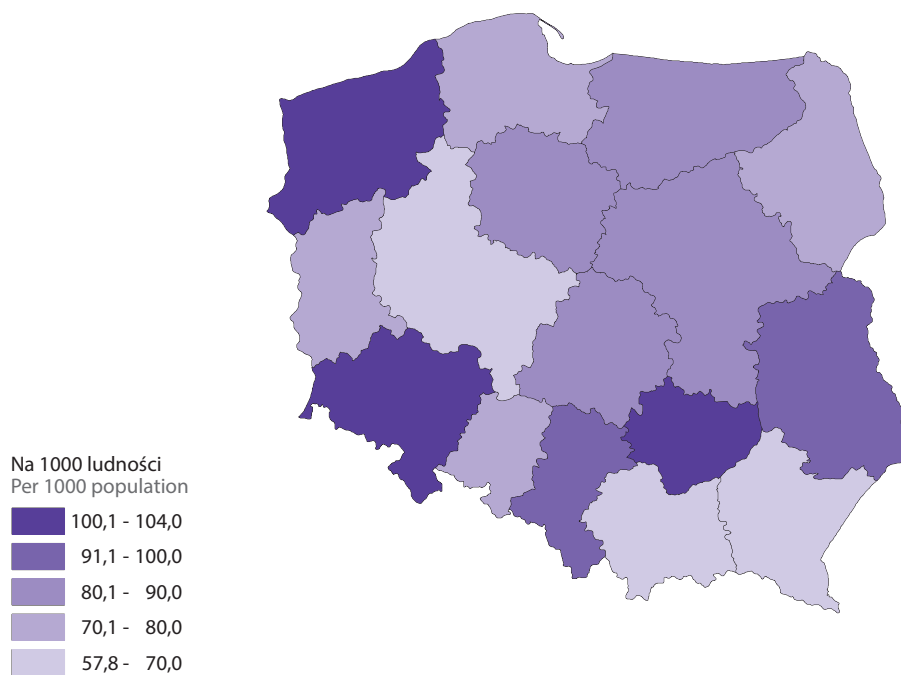 Na 1000 ludności
Per 1000 population
100,1 - 104,0
91,1 - 100,0
80,1 - 90,0
70,1 - 80,0
57,8 - 70,0